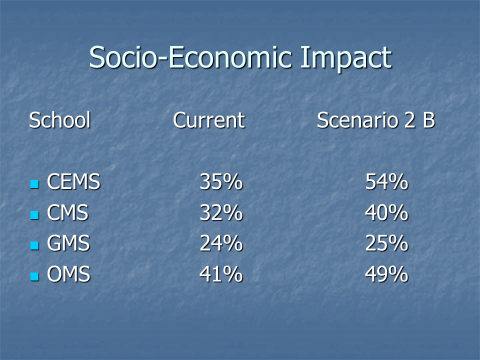 Socio-Economic Impact
School Current Scenario 2 B
CEMS 35% 54%
CMS 32% 40%
GMS 24% 25%
OMS 41% 49%